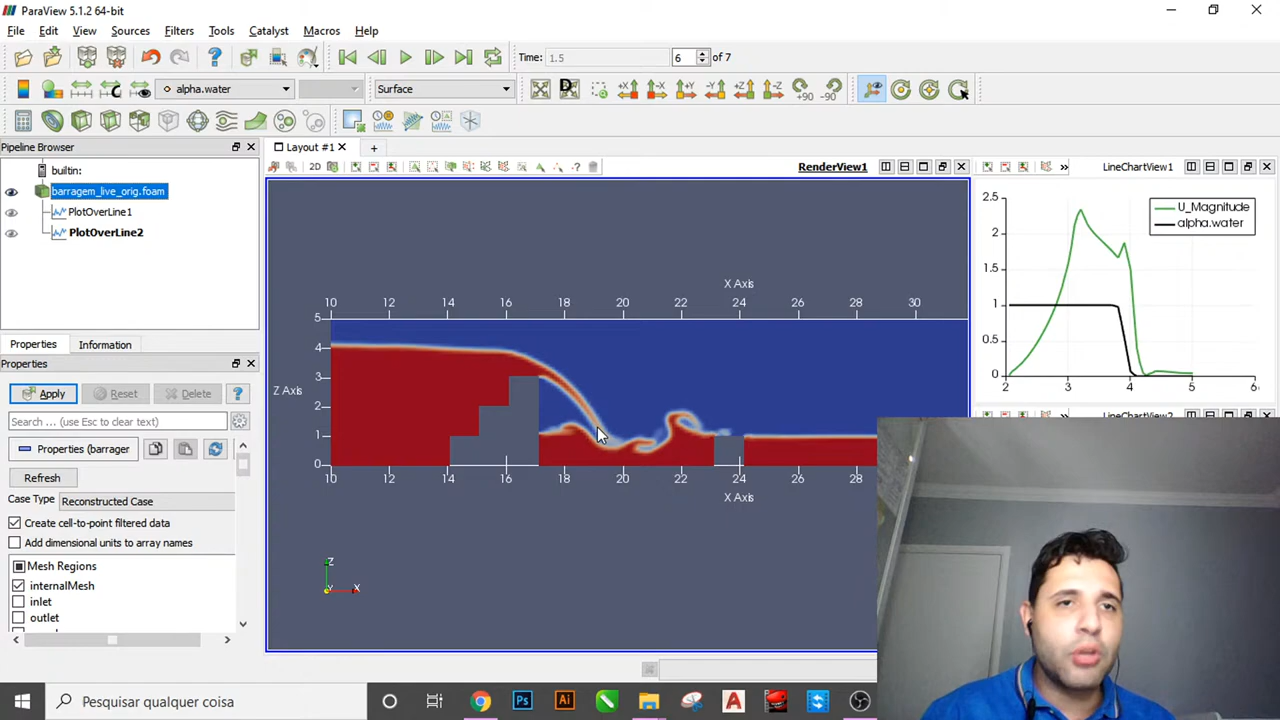 ParaView 5.1.2 64-bit
File Edit View Sources Filters Tools Catalyst Macros Help
Time: 1.5 6 of 7
alpha.water Surface
+X -X +Y -Y +Z -Z +90 -90
Pipeline Browser
Layout #1
builtin:
barragem_live_orig.foam
PlotOverLine1
PlotOverLine2
2D RenderView1
LineChartView1
U_Magnitude
alpha.water
2.5
2
1.5
1
0.5
0
2 3 4 5 6
X Axis
10 12 14 16 18 20 22 24 26 28 30
5
4
3
Z Axis
2
1
0
10 12 14 16 18 20 22 24 26 28
X Axis
Z
Y X
Properties Information
Properties
Apply Reset Delete
Search ... (use Esc to clear text)
Properties (barrager
Refresh
Case Type Reconstructed Case
Create cell-to-point filtered data
Add dimensional units to array names
Mesh Regions
internalMesh
inlet
outlet
Pesquisar qualquer coisa
Ps Ai A